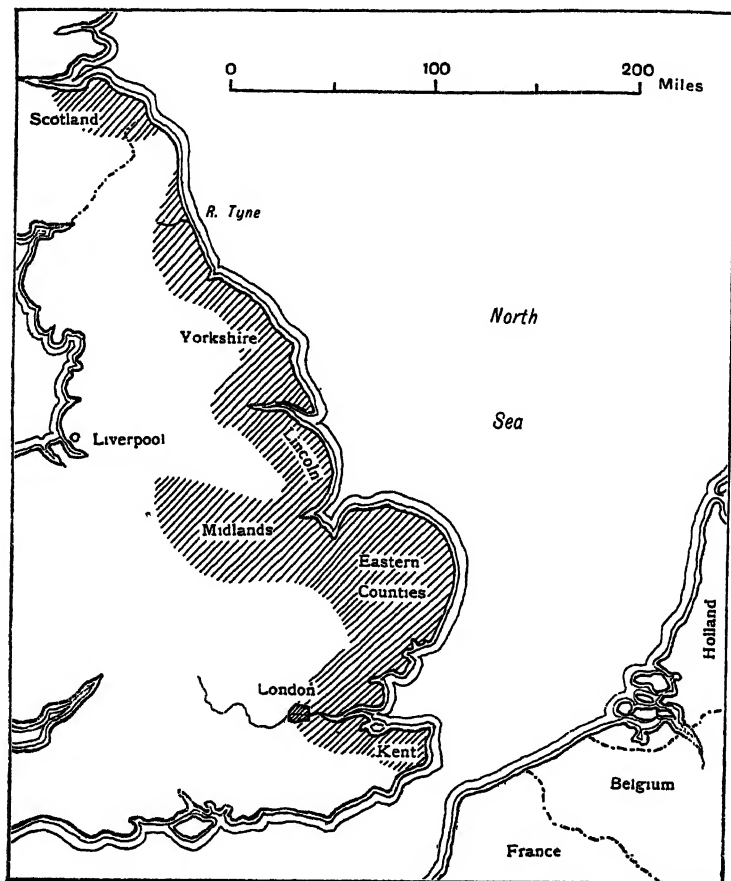 0 100 200
Miles
Scotland
R. Tyne
North
Yorkshire
Sea
Liverpool
Lincoln
Midlands
Eastern
Counties
Holland
London
Kent
Belgium
France